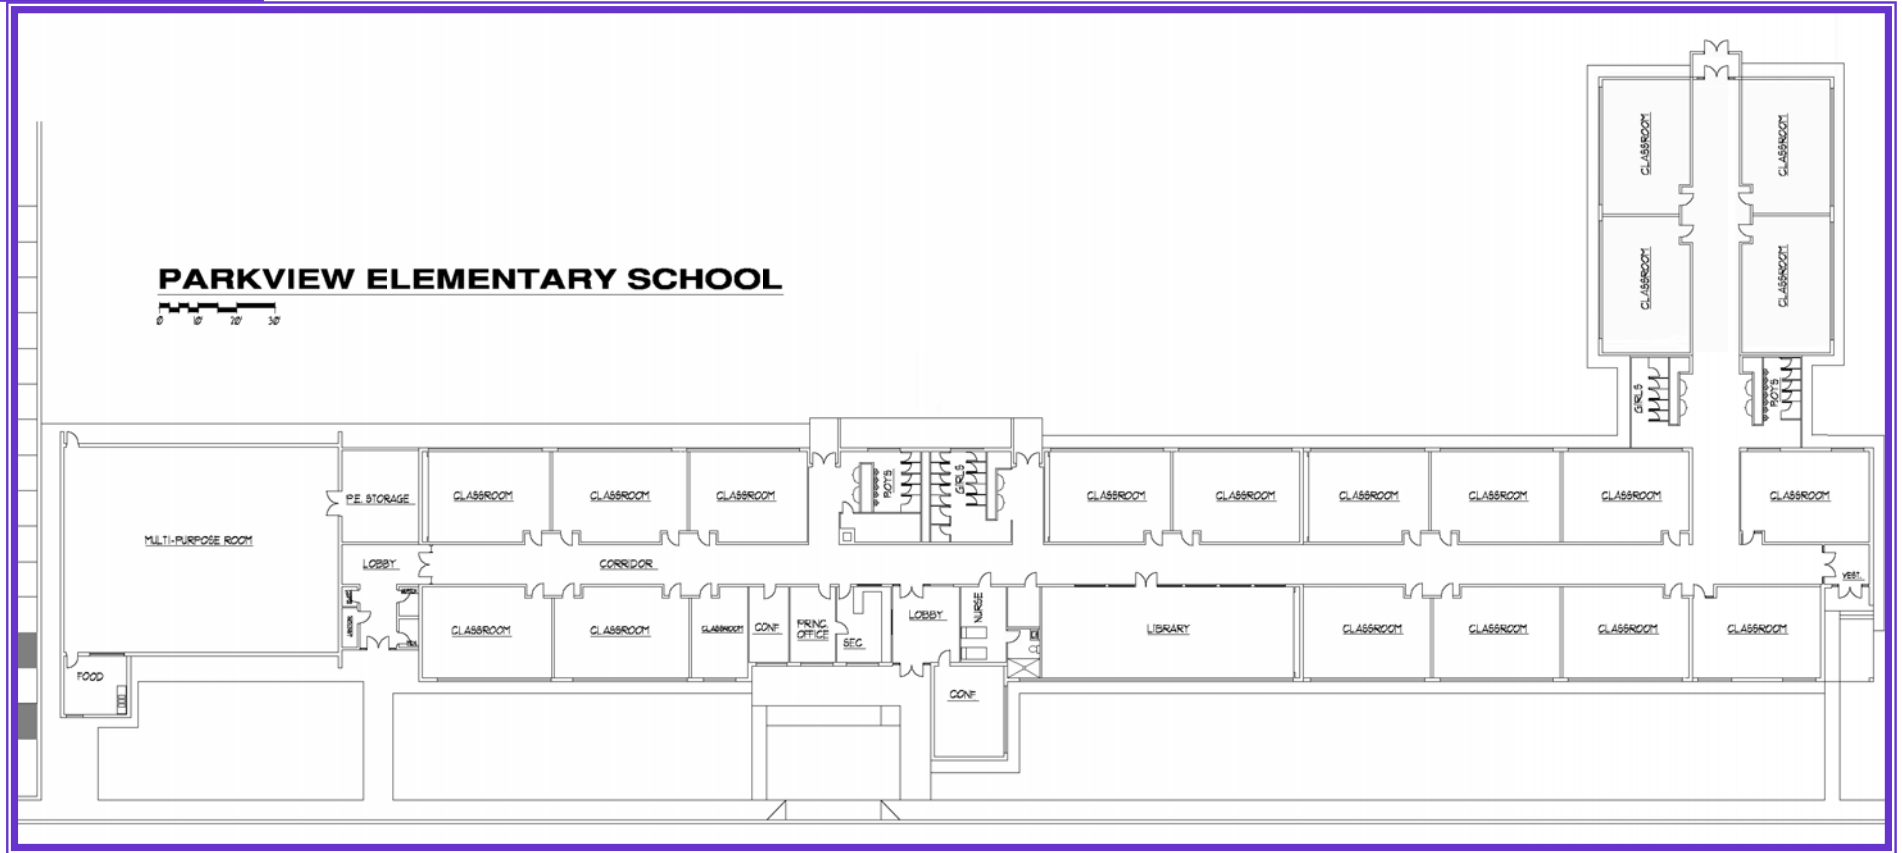 CLASSROOM CLASSROOM
CLASSROOM CLASSROOM
PARKVIEW ELEMENTARY SCHOOL
0 10' 20' 30'
GIRLS BOYS
P.E. STORAGE CLASSROOM CLASSROOM CLASSROOM BOYS GIRLS CLASSROOM CLASSROOM CLASSROOM CLASSROOM CLASSROOM CLASSROOM
MULTI-PURPOSE ROOM
LOBBY CORRIDOR VEST.
CLASSROOM CLASSROOM CLASSROOM CONF PRINC. OFFICE SEC. LOBBY NURSE LIBRARY CLASSROOM CLASSROOM CLASSROOM CLASSROOM
FOOD
CONF